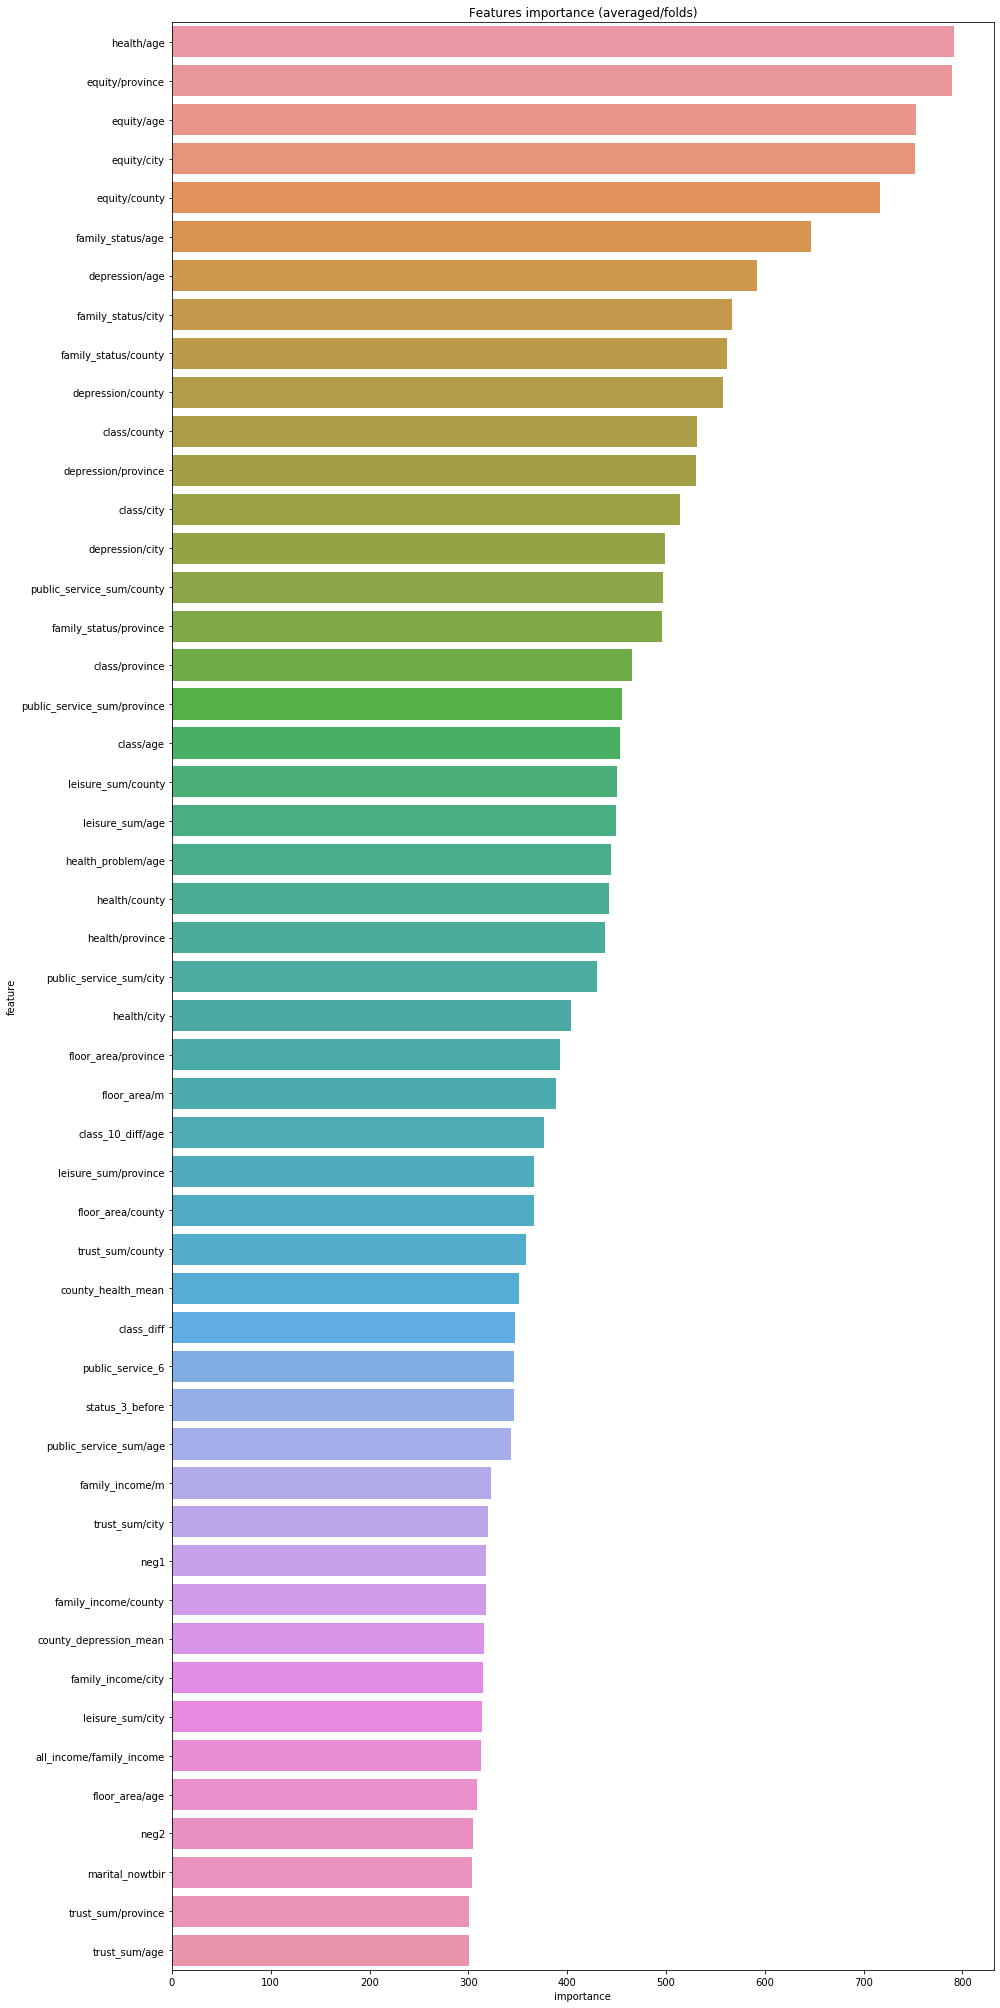 Features importance (averaged/folds)
health/age
equity/province
equity/age
equity/city
equity/county
family_status/age
depression/age
family_status/city
family_status/county
depression/county
class/county
depression/province
class/city
depression/city
public_service_sum/county
family_status/province
class/province
public_service_sum/province
class/age
leisure_sum/county
leisure_sum/age
health_problem/age
health/county
health/province
public_service_sum/city
health/city
floor_area/province
floor_area/m
class_10_diff/age
leisure_sum/province
floor_area/county
trust_sum/county
county_health_mean
class_diff
public_service_6
status_3_before
public_service_sum/age
family_income/m
trust_sum/city
neg1
family_income/county
county_depression_mean
family_income/city
leisure_sum/city
all_income/family_income
floor_area/age
neg2
marital_nowtbir
trust_sum/province
trust_sum/age
feature
0 100 200 300 400 500 600 700 800
importance